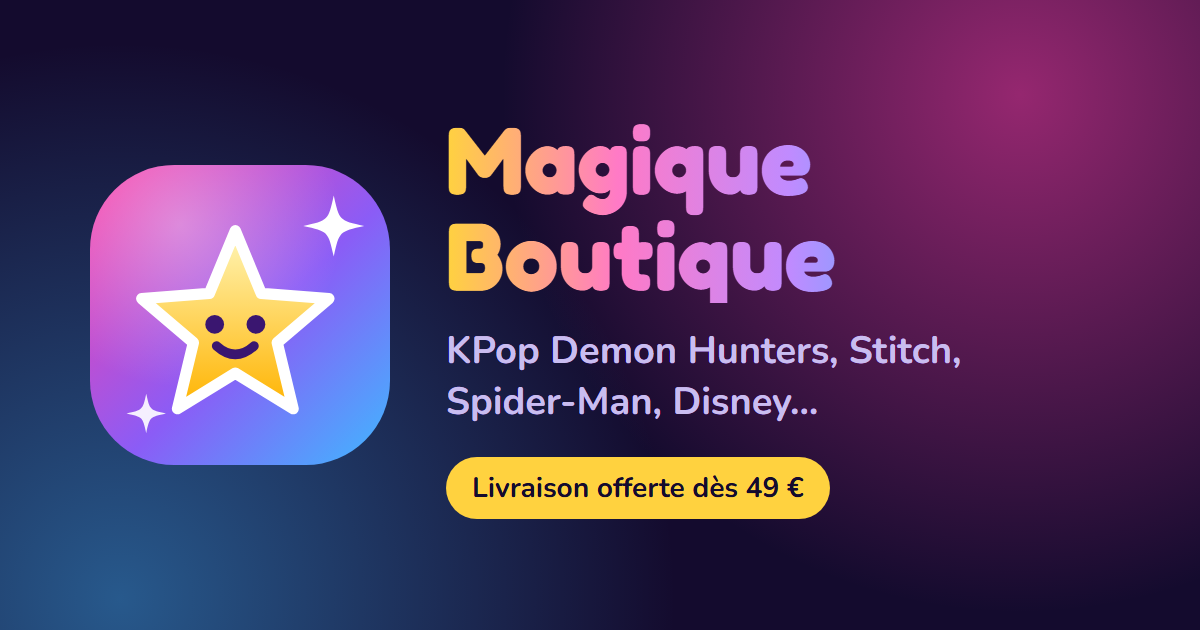 Magique
Boutique
KPop Demon Hunters, Stitch,
Spider-Man, Disney...
Livraison offerte dès 49 €